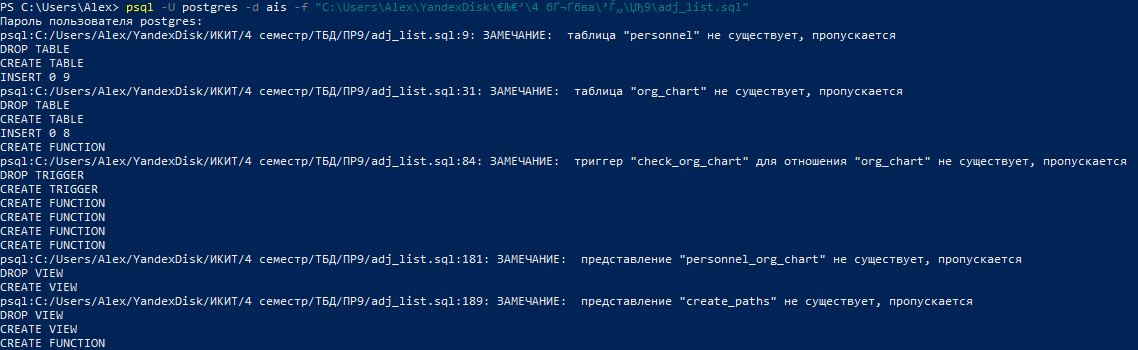 PS C:\Users\Alex> psql -U postgres -d ais -f "C:\Users\Alex\YandexDisk\€Љ€’\4 бҐ¬Ґбва\’Ѓ„\ЏђЏ9\adj_list.sql"
Пароль пользователя postgres:
psql:C:/Users/Alex/YandexDisk/ИКИТ/4 семестр/ТБД/ПР9/adj_list.sql:9: ЗАМЕЧАНИЕ:  таблица "personnel" не существует, пропускается
DROP TABLE
CREATE TABLE
INSERT 0 9
psql:C:/Users/Alex/YandexDisk/ИКИТ/4 семестр/ТБД/ПР9/adj_list.sql:31: ЗАМЕЧАНИЕ:  таблица "org_chart" не существует, пропускается
DROP TABLE
CREATE TABLE
INSERT 0 8
CREATE FUNCTION
psql:C:/Users/Alex/YandexDisk/ИКИТ/4 семестр/ТБД/ПР9/adj_list.sql:84: ЗАМЕЧАНИЕ:  триггер "check_org_chart" для отношения "org_chart" не существует, пропускается
DROP TRIGGER
CREATE TRIGGER
CREATE FUNCTION
CREATE FUNCTION
CREATE FUNCTION
CREATE FUNCTION
psql:C:/Users/Alex/YandexDisk/ИКИТ/4 семестр/ТБД/ПР9/adj_list.sql:181: ЗАМЕЧАНИЕ:  представление "personnel_org_chart" не существует, пропускается
DROP VIEW
CREATE VIEW
psql:C:/Users/Alex/YandexDisk/ИКИТ/4 семестр/ТБД/ПР9/adj_list.sql:189: ЗАМЕЧАНИЕ:  представление "create_paths" не существует, пропускается
DROP VIEW
CREATE VIEW
CREATE FUNCTION